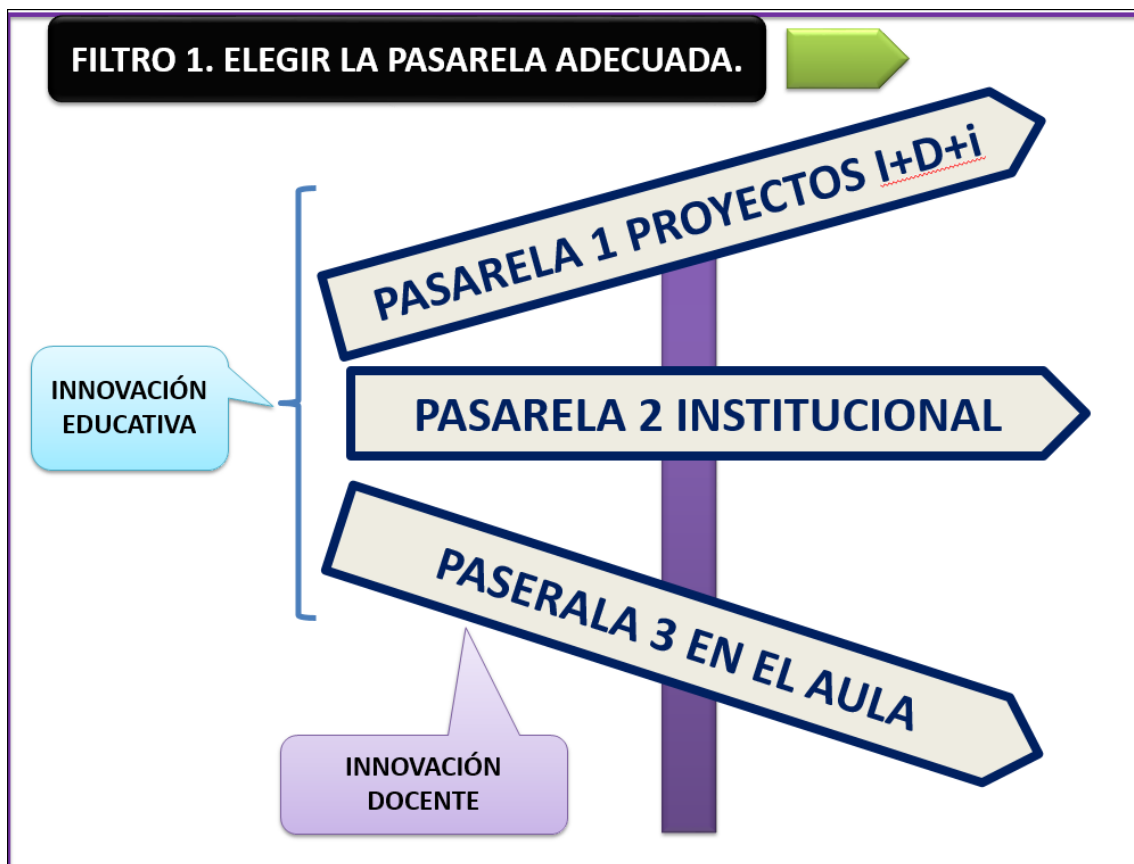 FILTRO 1. ELEGIR LA PASARELA ADECUADA.
PASARELA 1 PROYECTOS I+D+i
INNOVACIÓN
EDUCATIVA
PASARELA 2 INSTITUCIONAL
PASERALA 3 EN EL AULA
INNOVACIÓN
DOCENTE